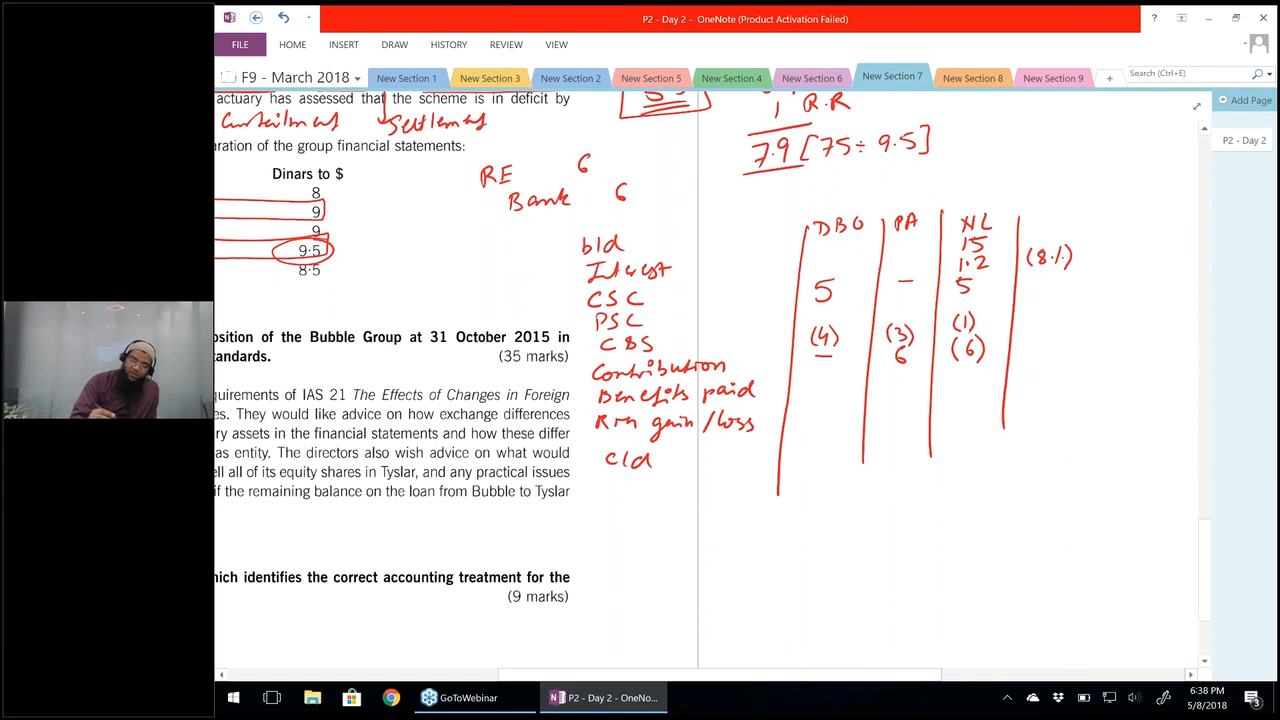 P2 - Day 2 - OneNote (Product Activation Failed)
FILE HOME INSERT DRAW HISTORY REVIEW VIEW
F9 - March 2018
New Section 1 New Section 3 New Section 2 New Section 5 New Section 4 New Section 6 New Section 7 New Section 8 New Section 9
Search (Ctrl+E)
Add Page
P2 - Day 2
actuary has assessed that the scheme is in deficit by
Curtailment Settlement
aration of the group financial statements:
Dinars to $
8
9
9
9·5
8·5
RE 6
Bank 6
osition of the Bubble Group at 31 October 2015 in
tandards. (35 marks)
quirements of IAS 21 The Effects of Changes in Foreign
es. They would like advice on how exchange differences
ry assets in the financial statements and how these differ
as entity. The directors also wish advice on what would
ell all of its equity shares in Tyslar, and any practical issues
if the remaining balance on the loan from Bubble to Tyslar
hich identifies the correct accounting treatment for the
(9 marks)
b/d
Interest
CSC
PSC
C&S
Contribution
Benefits paid
Rm gain/loss
c/d
R.R
7.9 [75 ÷ 9.5]
DBO PA NL
15
1.2 (8%)
5 – 5
(4) (3) (1)
– 6 (6)
GoToWebinar
P2 - Day 2 - OneNo...
6:38 PM
5/8/2018
3